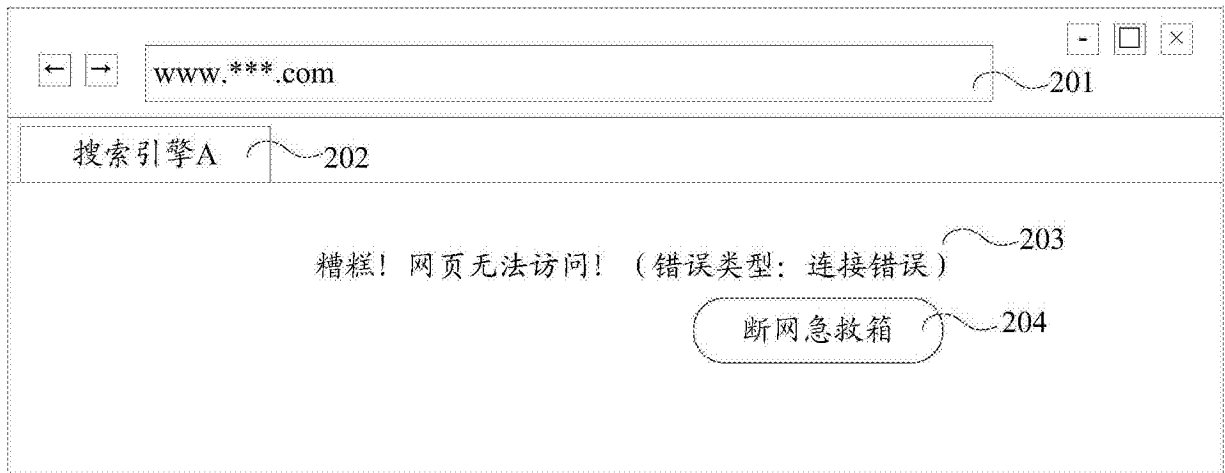 - □ ×
← → www.***.com
201
搜索引擎A 202
203
糟糕！网页无法访问！（错误类型：连接错误）
断网急救箱 204